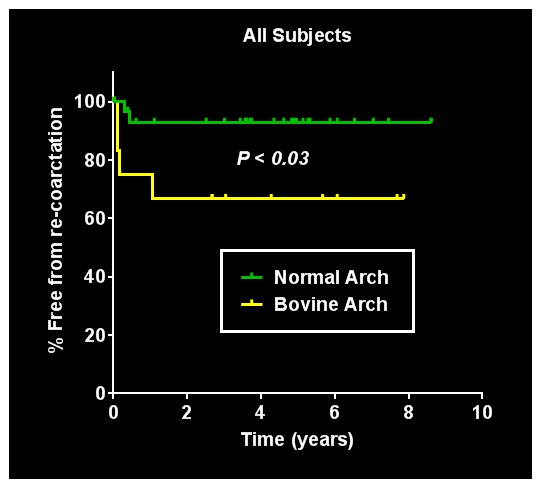 All Subjects
% Free from re-coarctation
100
80
60
40
20
0
P < 0.03
Normal Arch
Bovine Arch
0 2 4 6 8 10
Time (years)